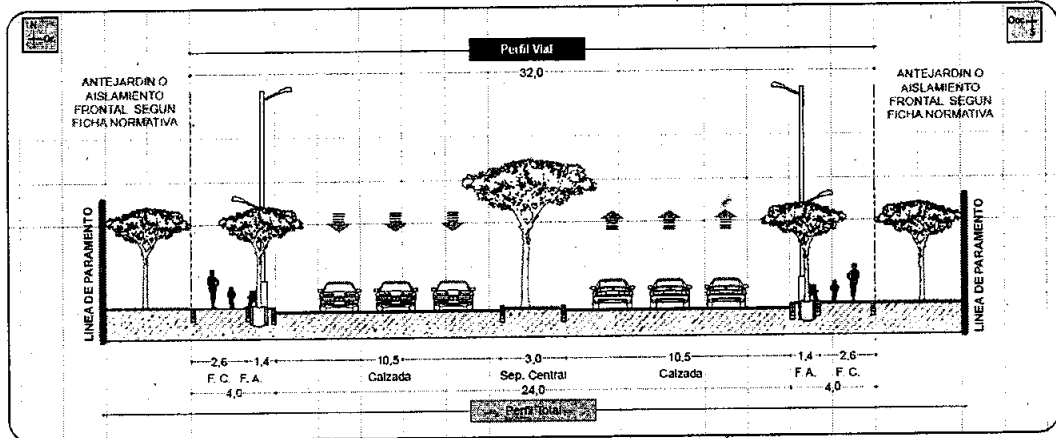 Perfil Vial
32,0
ANTEJARDIN O
AISLAMIENTO
FRONTAL SEGUN
FICHA NORMATIVA
ANTEJARDIN O
AISLAMIENTO
FRONTAL SEGUN
FICHA NORMATIVA
LINEA DE PARAMENTO
LINEA DE PARAMENTO
2,6 1,4 10,5 3,0 10,5 1,4 2,6
F. C. F. A. Calzada Sep. Central Calzada F. A. F. C.
4,0 24,0 4,0
Perfil Total